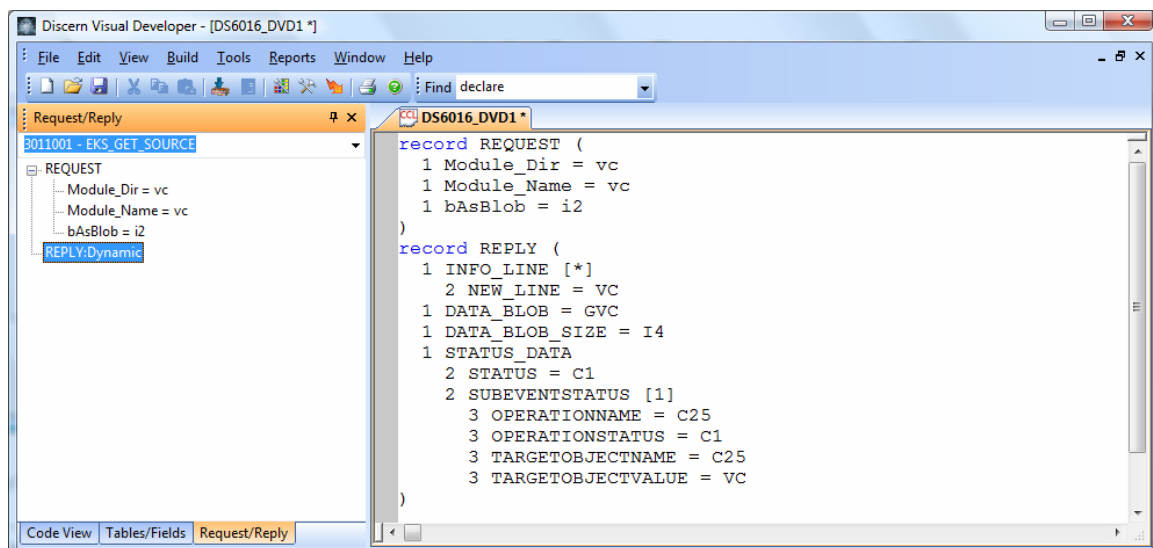 Discern Visual Developer - [DS6016_DVD1 *]
File Edit View Build Tools Reports Window Help
Find declare
Request/Reply
3011001 - EKS_GET_SOURCE
REQUEST
Module_Dir = vc
Module_Name = vc
bAsBlob = i2
REPLY:Dynamic
Code View Tables/Fields Request/Reply
CCL DS6016_DVD1 *
record REQUEST (
1 Module_Dir = vc
1 Module_Name = vc
1 bAsBlob = i2
)
record REPLY (
1 INFO_LINE [*]
2 NEW_LINE = VC
1 DATA_BLOB = GVC
1 DATA_BLOB_SIZE = I4
1 STATUS_DATA
2 STATUS = C1
2 SUBEVENTSTATUS [1]
3 OPERATIONNAME = C25
3 OPERATIONSTATUS = C1
3 TARGETOBJECTNAME = C25
3 TARGETOBJECTVALUE = VC
)